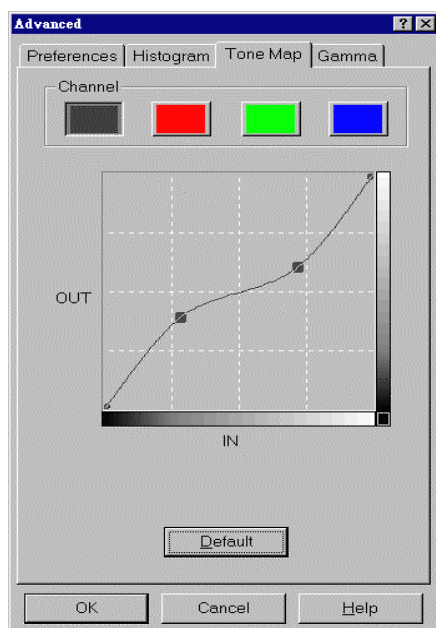 Advanced
Preferences Histogram Tone Map Gamma
Channel
OUT
IN
Default
OK Cancel Help